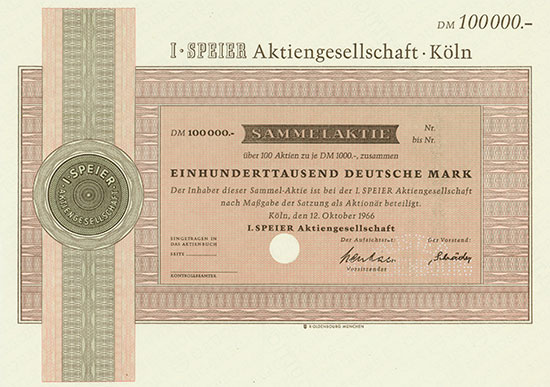 DM 100000.-
I · SPEIER Aktiengesellschaft · Köln
I. SPEIER
AKTIENGESELLSCHAFT
DM 100000.- SAMMELAKTIE Nr.
bis Nr.
über 100 Aktien zu je DM 1000.-, zusammen
EINHUNDERTTAUSEND DEUTSCHE MARK
Der Inhaber dieser Sammel-Aktie ist bei der I. SPEIER Aktiengesellschaft
nach Maßgabe der Satzung als Aktionär beteiligt.
Köln, den 12. Oktober 1966
I. SPEIER Aktiengesellschaft
EINGETRAGEN IN
DAS AKTIENBUCH
SEITE
KONTROLLBEAMTER
Der Aufsichtsrat:
Vorsitzender
Der Vorstand:
R. OLDENBOURG MÜNCHEN